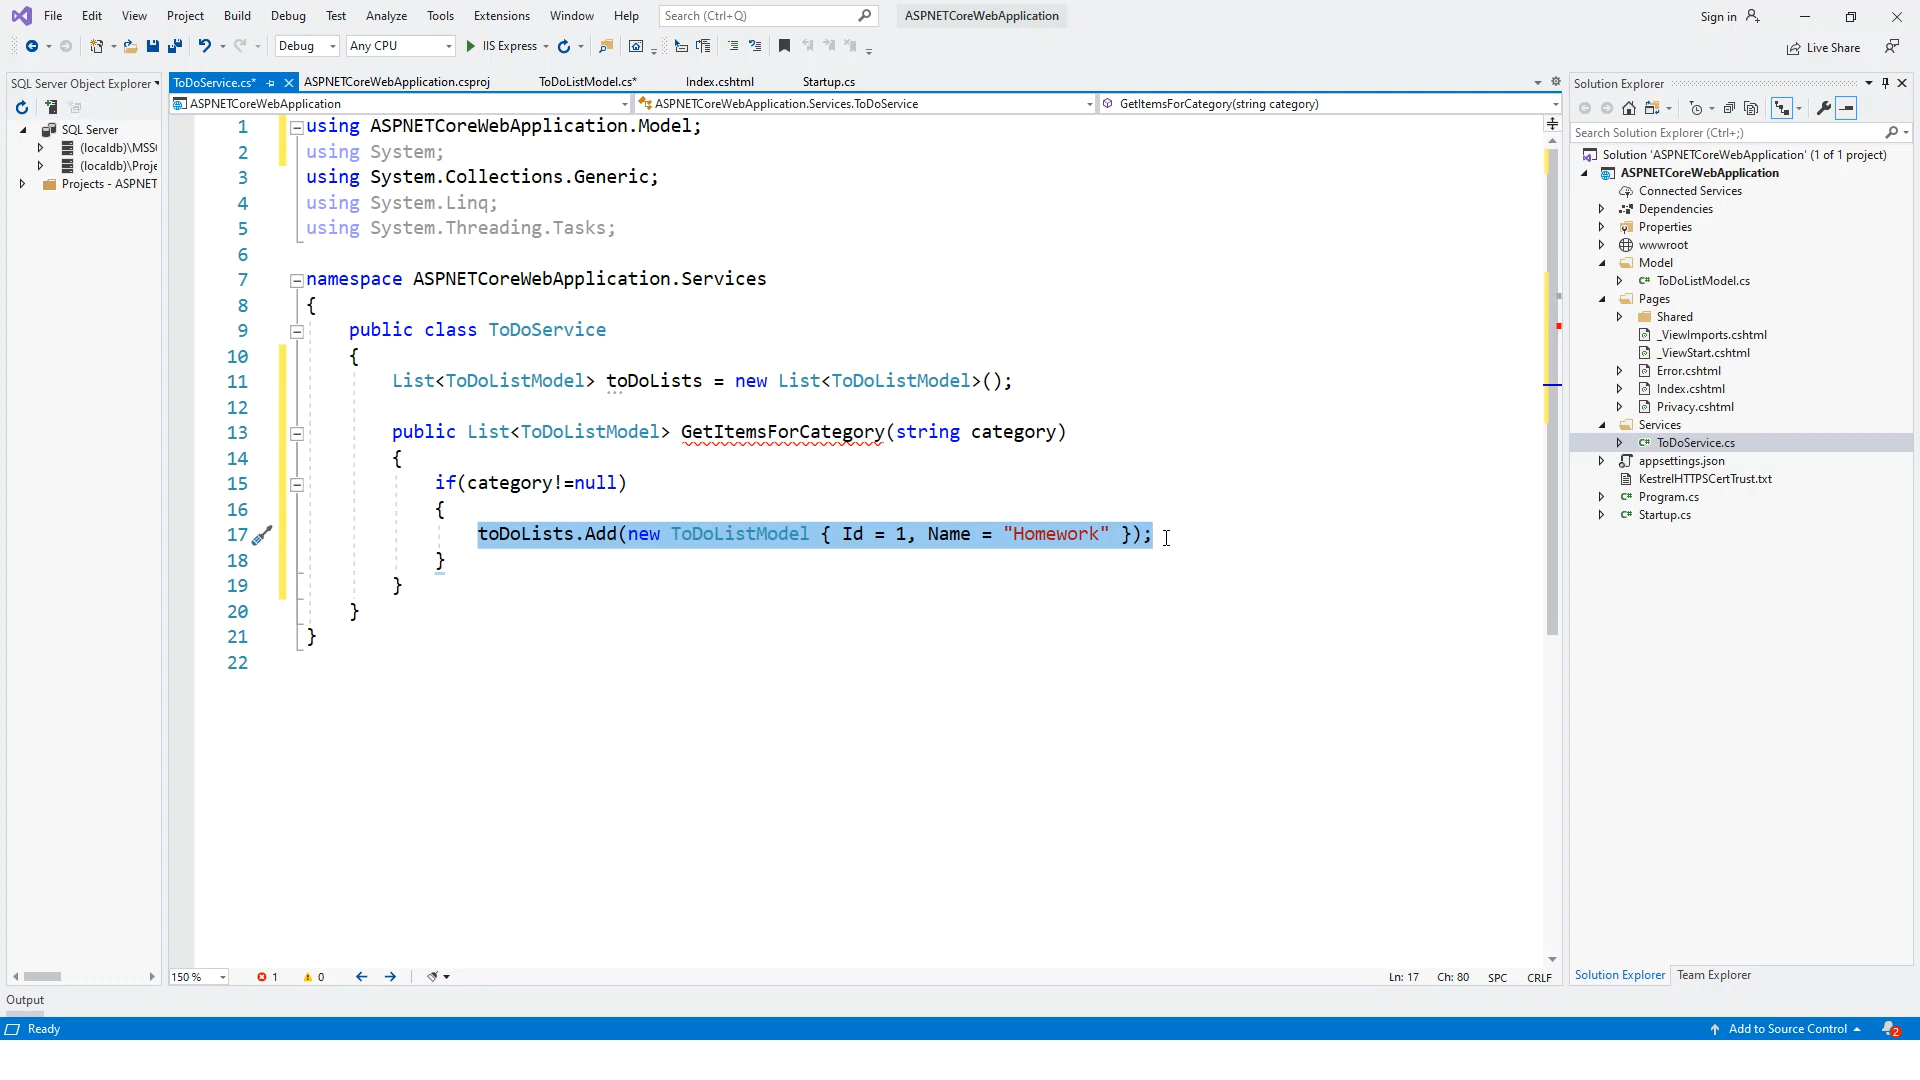 File Edit View Project Build Debug Test Analyze Tools Extensions Window Help Search (Ctrl+Q) ASPNETCoreWebApplication Sign in
Debug Any CPU IIS Express Live Share
SQL Server Object Explorer
SQL Server
(localdb)\MSS
(localdb)\Proje
Projects - ASPNET
ToDoService.cs* ASPNETCoreWebApplication.csproj ToDoListModel.cs* Index.cshtml Startup.cs
ASPNETCoreWebApplication ASPNETCoreWebApplication.Services.ToDoService GetItemsForCategory(string category)
1 using ASPNETCoreWebApplication.Model;
2 using System;
3 using System.Collections.Generic;
4 using System.Linq;
5 using System.Threading.Tasks;
6
7 namespace ASPNETCoreWebApplication.Services
8 {
9 public class ToDoService
10 {
11 List<ToDoListModel> toDoLists = new List<ToDoListModel>();
12
13 public List<ToDoListModel> GetItemsForCategory(string category)
14 {
15 if(category!=null)
16 {
17 toDoLists.Add(new ToDoListModel { Id = 1, Name = "Homework" });
18 }
19 }
20 }
21 }
22
150 % 1 0 Ln: 17 Ch: 80 SPC CRLF
Solution Explorer
Search Solution Explorer (Ctrl+;)
Solution 'ASPNETCoreWebApplication' (1 of 1 project)
ASPNETCoreWebApplication
Connected Services
Dependencies
Properties
wwwroot
Model
C# ToDoListModel.cs
Pages
Shared
_ViewImports.cshtml
_ViewStart.cshtml
Error.cshtml
Index.cshtml
Privacy.cshtml
Services
C# ToDoService.cs
appsettings.json
KestrelHTTPSCertTrust.txt
C# Program.cs
C# Startup.cs
Solution Explorer Team Explorer
Output
Ready Add to Source Control 2